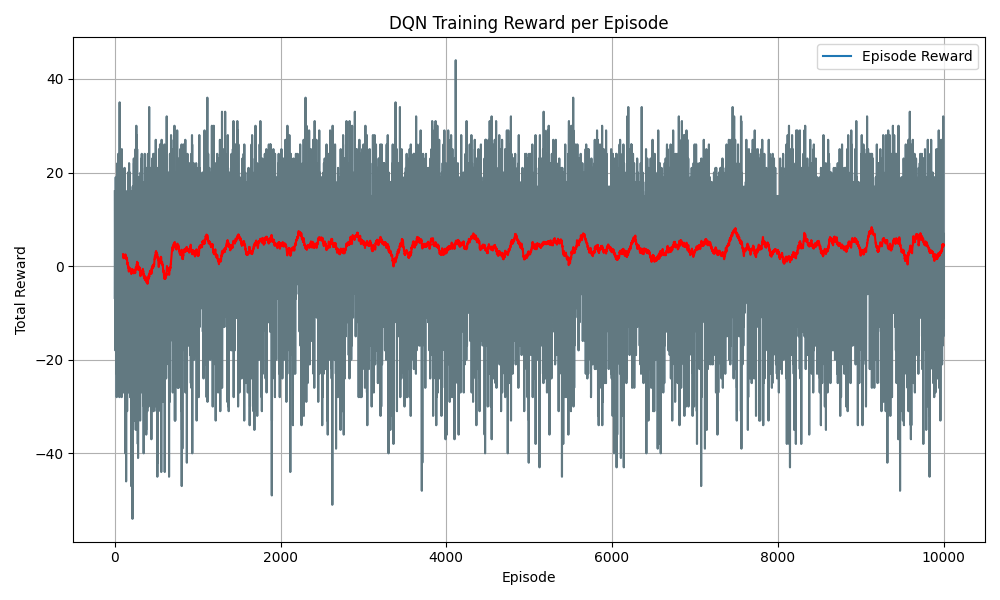 DQN Training Reward per Episode
Episode Reward
Total Reward
40
20
0
−20
−40
0
2000
4000
6000
8000
10000
Episode